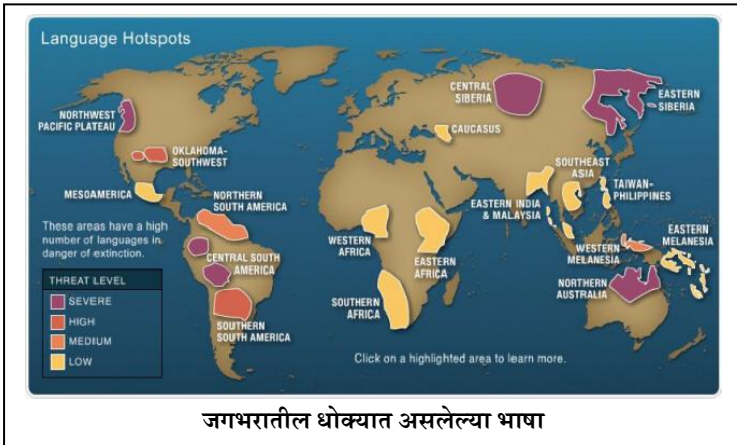 Language Hotspots
NORTHWEST
PACIFIC PLATEAU
OKLAHOMA-
SOUTHWEST
MESOAMERICA
NORTHERN
SOUTH AMERICA
CENTRAL SOUTH
AMERICA
SOUTHERN
SOUTH AMERICA
CENTRAL
SIBERIA
EASTERN
SIBERIA
CAUCASUS
SOUTHEAST
ASIA
TAIWAN-
PHILIPPINES
EASTERN INDIA
& MALAYSIA
WESTERN
AFRICA
EASTERN
AFRICA
SOUTHERN
AFRICA
WESTERN
MELANESIA
EASTERN
MELANESIA
NORTHERN
AUSTRALIA
These areas have a high
number of languages in
danger of extinction.
THREAT LEVEL
SEVERE
HIGH
MEDIUM
LOW
Click on a highlighted area to learn more.
जगभरातील धोक्यात असलेल्या भाषा